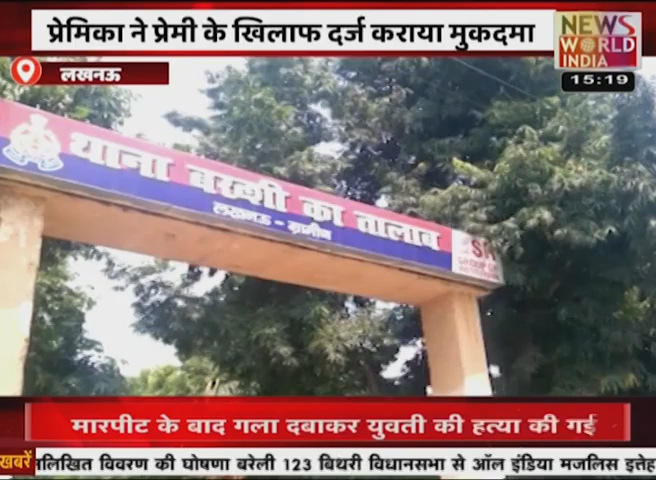 प्रेमिका ने प्रेमी के खिलाफ दर्ज कराया मुकदमा
NEWS
WORLD
INDIA
15:19
लखनऊ
थाना बख्शी का तालाब
लखनऊ - ग्रामीण
मारपीट के बाद गला दबाकर युवती की हत्या की गई
खबरें लिखित विवरण की घोषणा बरेली 123 बिथरी विधानसभा से ऑल इंडिया मजलिस इत्तेह